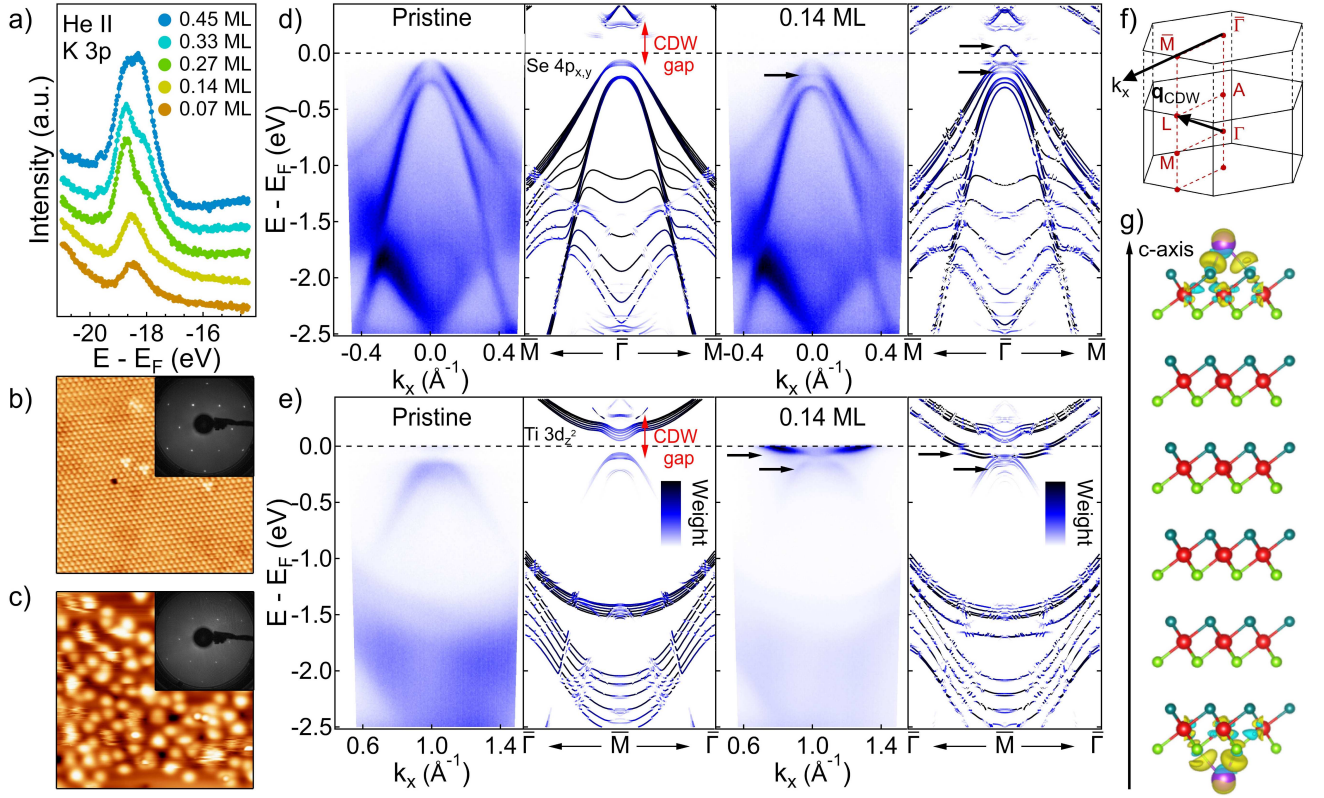 a)
He II
K 3p
0.45 ML
0.33 ML
0.27 ML
0.14 ML
0.07 ML
Intensity (a.u.)
-20
-18
-16
E - E_F (eV)
b)
c)
d)
Pristine
0.14 ML
CDW
gap
Se 4p_x,y
E - E_F (eV)
0.0
-0.5
-1.0
-1.5
-2.0
-2.5
-0.4
0.0
0.4
k_x (Å⁻¹)
M̅
Γ̅
M̅
-0.4
0.0
0.4
k_x (Å⁻¹)
M̅
Γ̅
M̅
e)
Pristine
0.14 ML
Ti 3d_z²
CDW
gap
Weight
Weight
E - E_F (eV)
0.0
-0.5
-1.0
-1.5
-2.0
-2.5
0.6
1.0
1.4
k_x (Å⁻¹)
Γ̅
M̅
Γ̅
0.6
1.0
1.4
k_x (Å⁻¹)
Γ̅
M̅
Γ̅
f)
Γ̅
M̅
k_x
q_CDW
A
L
Γ
M
g)
c-axis